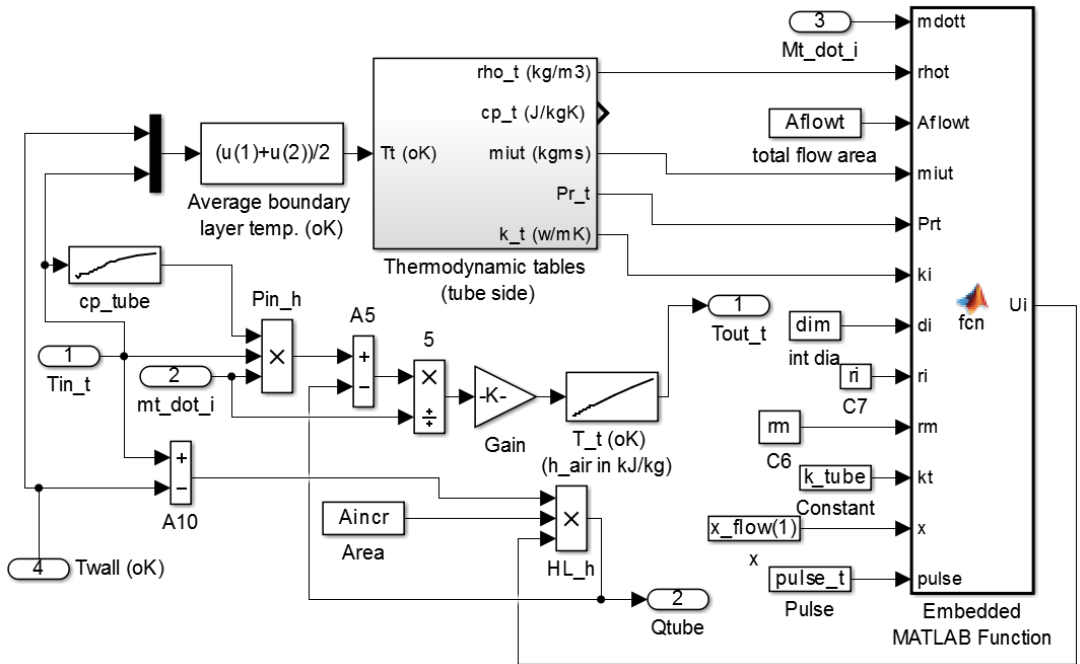 3
Mt_dot_i
mdott
rho_t (kg/m3)
rhot
cp_t (J/kgK)
Aflowt
Aflowt
total flow area
(u(1)+u(2))/2
Tt (oK)
miut (kgms)
miut
Average boundary
layer temp. (oK)
Pr_t
Prt
k_t (w/mK)
ki
Thermodynamic tables
(tube side)
cp_tube
Pin_h
A5
5
1
Tout_t
dim
int dia
di
fcn
Ui
1
Tin_t
×
+
−
×
÷
2
mt_dot_i
-K-
Gain
T_t (oK)
(h_air in kJ/kg)
ri
C7
ri
rm
C6
rm
+
−
A10
k_tube
Constant
kt
Aincr
Area
×
HL_h
x_flow(1)
x
x
4
Twall (oK)
2
Qtube
pulse_t
Pulse
pulse
Embedded
MATLAB Function